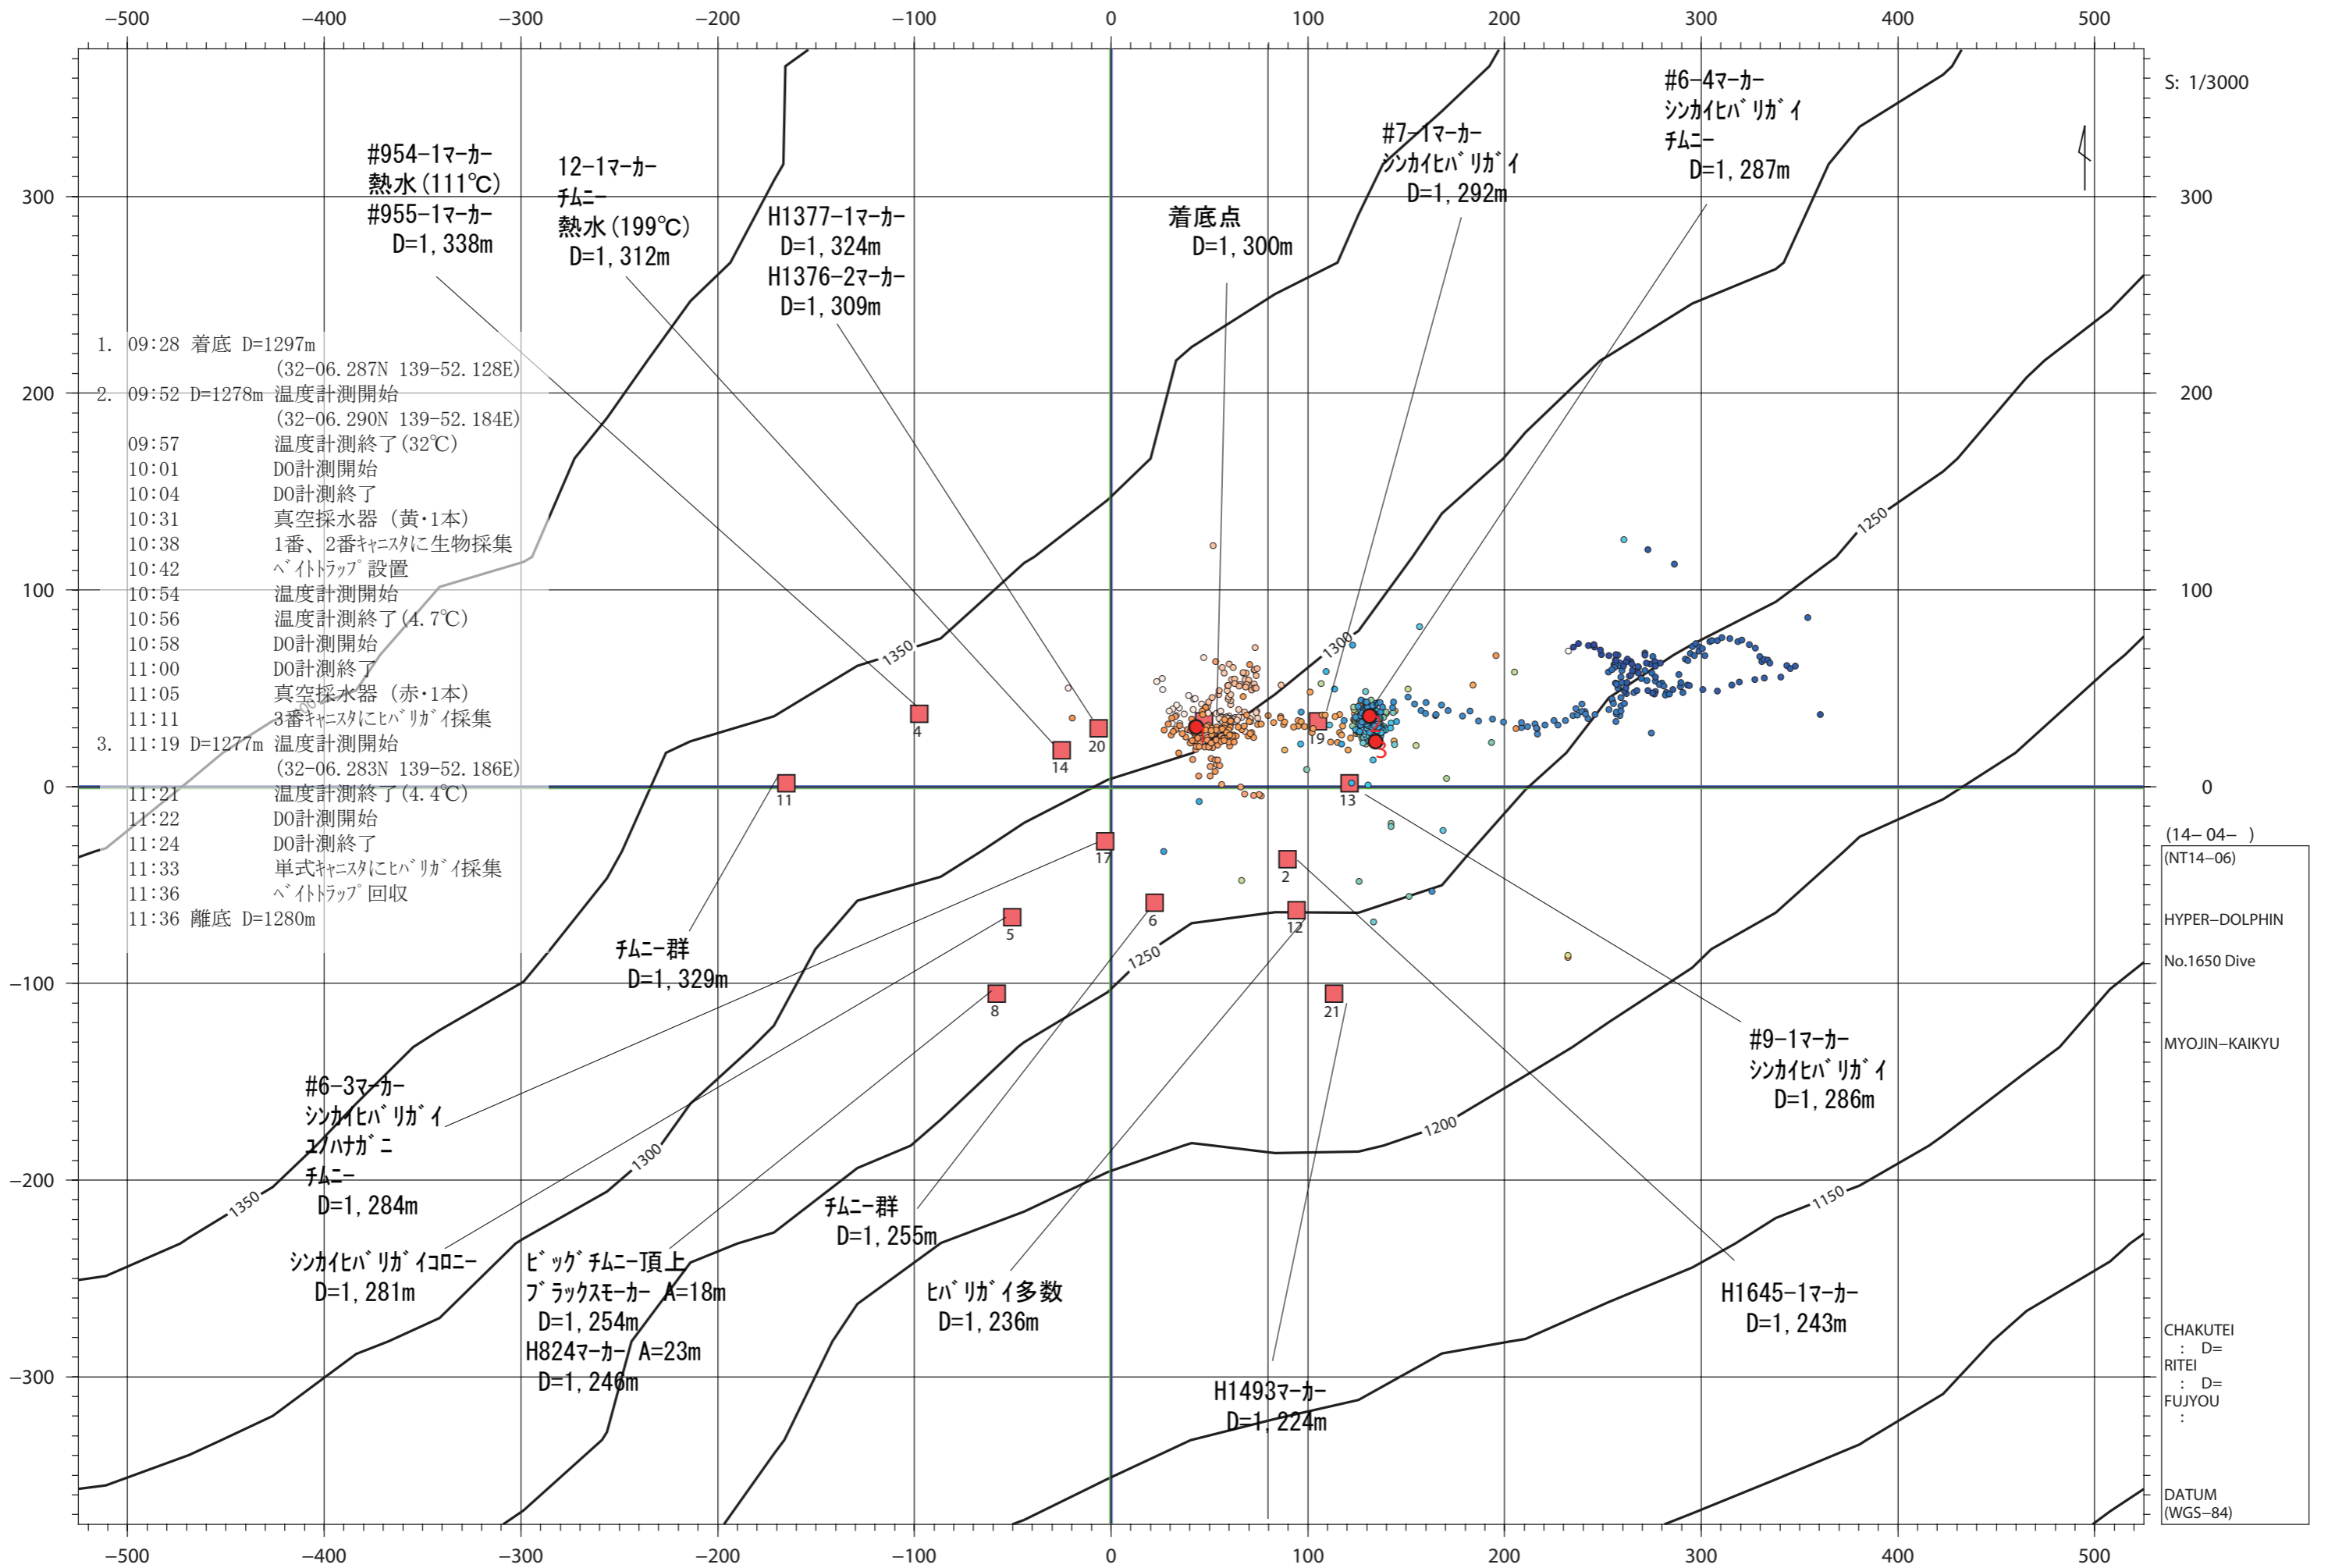 −500 −400 −300 −200 −100 0 100 200 300 400 500
S: 1/3000
#6-4マーカー
シンカイヒバリガイ
チムニー
D=1,287m
#7-1マーカー
シンカイヒバリガイ
D=1,292m
#954-1マーカー
熱水(111℃)
#955-1マーカー
D=1,338m
12-1マーカー
チムニー
熱水(199℃)
D=1,312m
H1377-1マーカー
D=1,324m
H1376-2マーカー
D=1,309m
着底点
D=1,300m
300
200
100
0
−100
−200
−300
300
200
100
0
1. 09:28 着底 D=1297m
(32-06.287N 139-52.128E)
2. 09:52 D=1278m 温度計測開始
(32-06.290N 139-52.184E)
09:57 温度計測終了(32℃)
10:01 DO計測開始
10:04 DO計測終了
10:31 真空採水器 (黄・1本)
10:38 1番、2番キャニスタに生物採集
10:42 ベイトトラップ設置
10:54 温度計測開始
10:56 温度計測終了(4.7℃)
10:58 DO計測開始
11:00 DO計測終了
11:05 真空採水器 (赤・1本)
11:11 3番キャニスタにヒバリガイ採集
3. 11:19 D=1277m 温度計測開始
(32-06.283N 139-52.186E)
11:21 温度計測終了(4.4℃)
11:22 DO計測開始
11:24 DO計測終了
11:33 単式キャニスタにヒバリガイ採集
11:36 ベイトトラップ回収
11:36 離底 D=1280m
1250
1300
1350
4
20
14
19
3
11
13
17
2
6
12
5
8
21
1250
1200
1150
1300
1350
チムニー群
D=1,329m
#6-3マーカー
シンカイヒバリガイ
ユノハナガニ
チムニー
D=1,284m
シンカイヒバリガイコロニー
D=1,281m
ビッグチムニー頂上
ブラックスモーカー A=18m
D=1,254m
H824マーカー A=23m
D=1,246m
チムニー群
D=1,255m
ヒバリガイ多数
D=1,236m
H1493マーカー
D=1,224m
#9-1マーカー
シンカイヒバリガイ
D=1,286m
H1645-1マーカー
D=1,243m
(14−04− )
(NT14−06)
HYPER−DOLPHIN
No.1650 Dive
MYOJIN−KAIKYU
CHAKUTEI
: D=
RITEI
: D=
FUJYOU
:
DATUM
(WGS−84)
−500 −400 −300 −200 −100 0 100 200 300 400 500